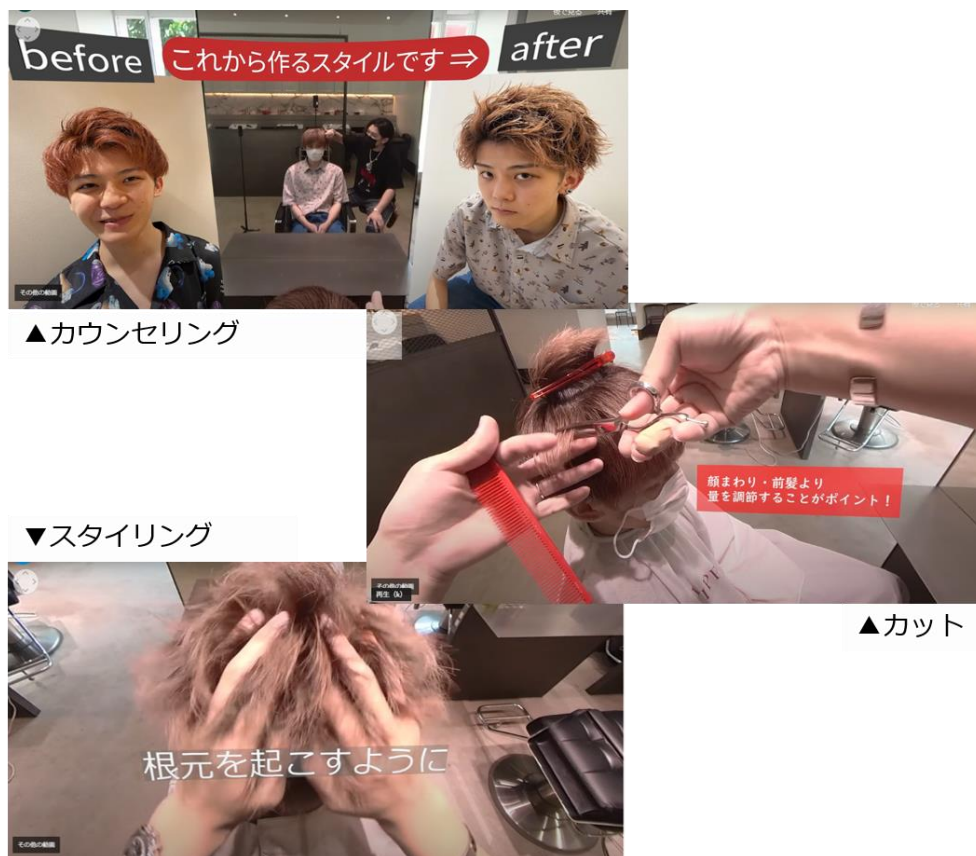 before
これから作るスタイルです⇒
after
その他の動画
▲カウンセリング
顔まわり・前髪より
量を調節することがポイント！
その他の動画
再生（k）
▲カット
▼スタイリング
根元を起こすように
その他の動画